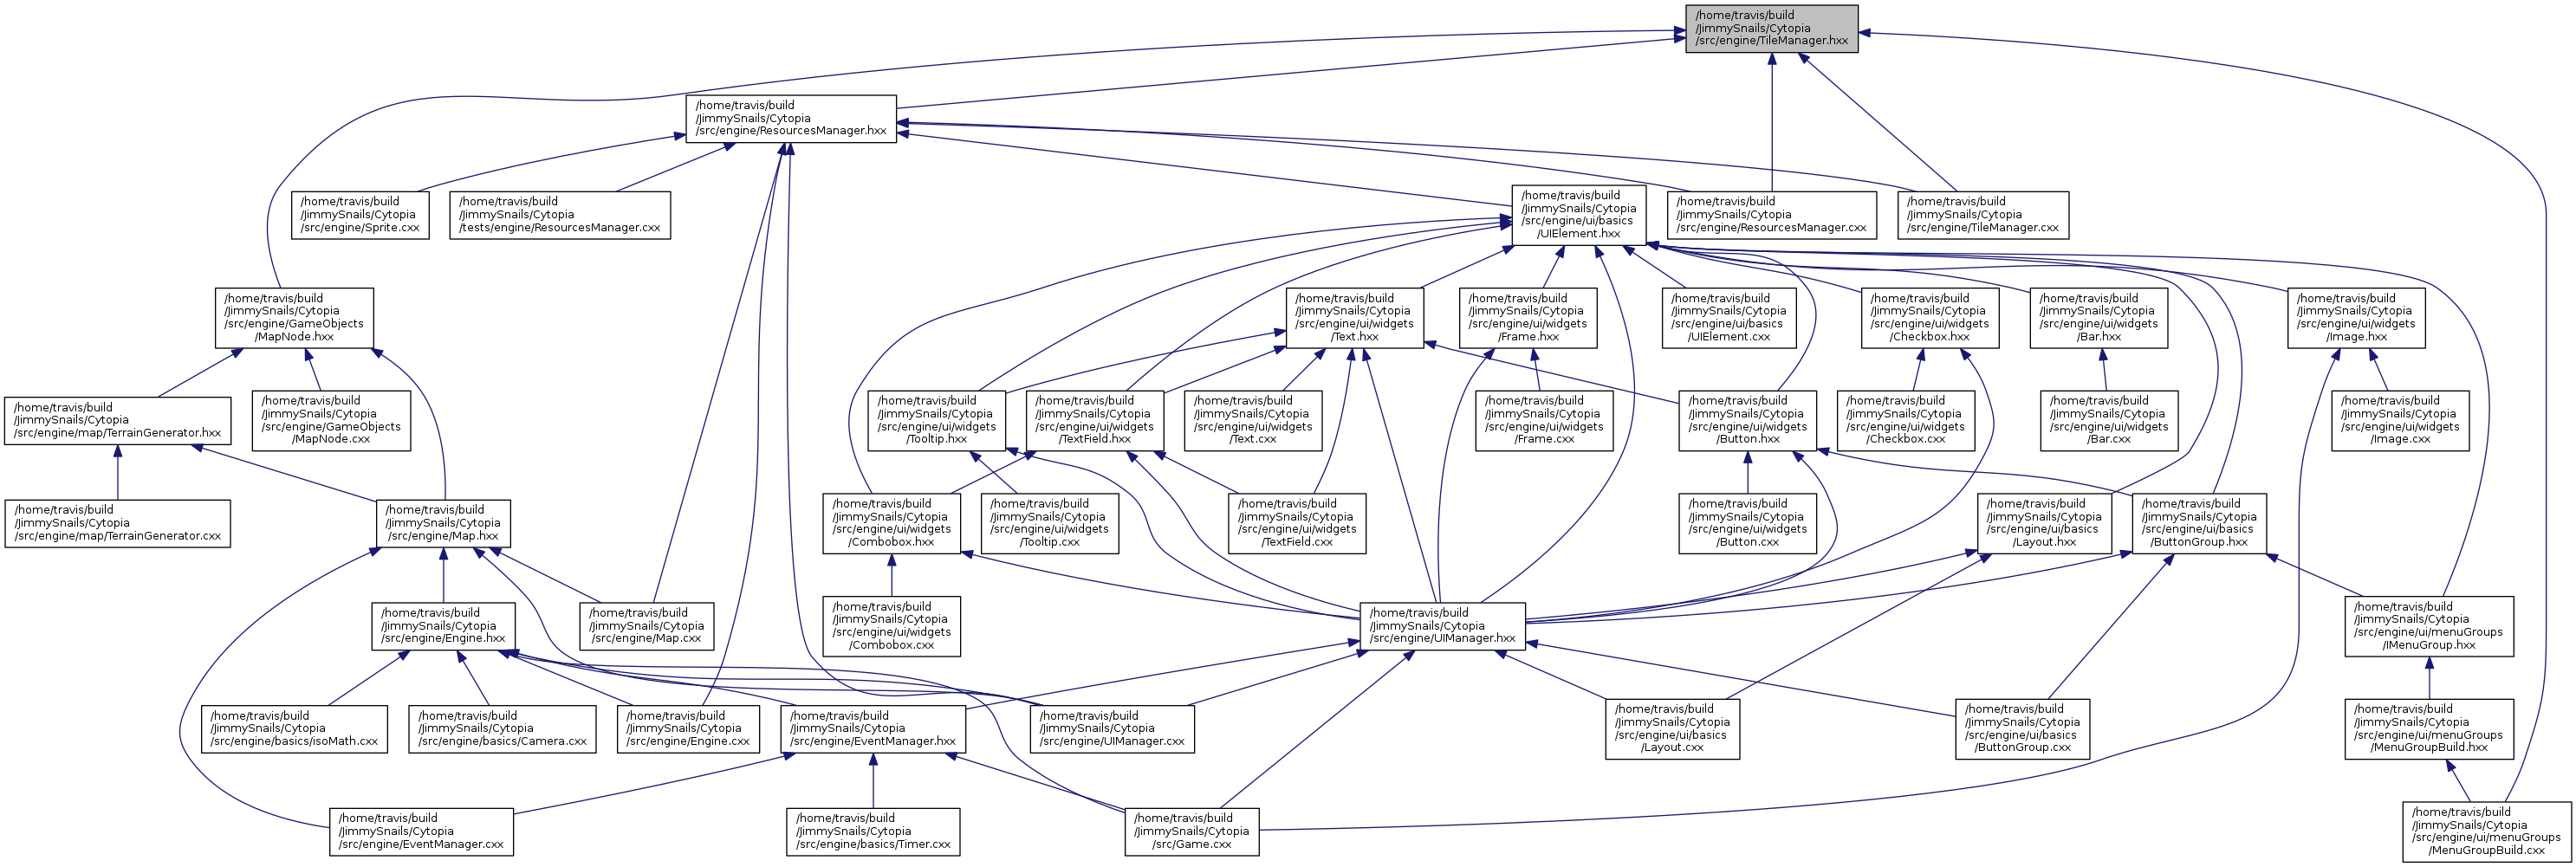 /home/travis/build
/JimmySnails/Cytopia
/src/engine/TileManager.hxx
/home/travis/build
/JimmySnails/Cytopia
/src/engine/ResourcesManager.hxx
/home/travis/build
/JimmySnails/Cytopia
/src/engine/Sprite.cxx
/home/travis/build
/JimmySnails/Cytopia
/tests/engine/ResourcesManager.cxx
/home/travis/build
/JimmySnails/Cytopia
/src/engine/ui/basics
/UIElement.hxx
/home/travis/build
/JimmySnails/Cytopia
/src/engine/ResourcesManager.cxx
/home/travis/build
/JimmySnails/Cytopia
/src/engine/TileManager.cxx
/home/travis/build
/JimmySnails/Cytopia
/src/engine/GameObjects
/MapNode.hxx
/home/travis/build
/JimmySnails/Cytopia
/src/engine/ui/widgets
/Text.hxx
/home/travis/build
/JimmySnails/Cytopia
/src/engine/ui/widgets
/Frame.hxx
/home/travis/build
/JimmySnails/Cytopia
/src/engine/ui/basics
/UIElement.cxx
/home/travis/build
/JimmySnails/Cytopia
/src/engine/ui/widgets
/Checkbox.hxx
/home/travis/build
/JimmySnails/Cytopia
/src/engine/ui/widgets
/Bar.hxx
/home/travis/build
/JimmySnails/Cytopia
/src/engine/ui/widgets
/Image.hxx
/home/travis/build
/JimmySnails/Cytopia
/src/engine/map/TerrainGenerator.hxx
/home/travis/build
/JimmySnails/Cytopia
/src/engine/GameObjects
/MapNode.cxx
/home/travis/build
/JimmySnails/Cytopia
/src/engine/ui/widgets
/Tooltip.hxx
/home/travis/build
/JimmySnails/Cytopia
/src/engine/ui/widgets
/TextField.hxx
/home/travis/build
/JimmySnails/Cytopia
/src/engine/ui/widgets
/Text.cxx
/home/travis/build
/JimmySnails/Cytopia
/src/engine/ui/widgets
/Frame.cxx
/home/travis/build
/JimmySnails/Cytopia
/src/engine/ui/widgets
/Button.hxx
/home/travis/build
/JimmySnails/Cytopia
/src/engine/ui/widgets
/Checkbox.cxx
/home/travis/build
/JimmySnails/Cytopia
/src/engine/ui/widgets
/Bar.cxx
/home/travis/build
/JimmySnails/Cytopia
/src/engine/ui/widgets
/Image.cxx
/home/travis/build
/JimmySnails/Cytopia
/src/engine/map/TerrainGenerator.cxx
/home/travis/build
/JimmySnails/Cytopia
/src/engine/Map.hxx
/home/travis/build
/JimmySnails/Cytopia
/src/engine/ui/widgets
/Combobox.hxx
/home/travis/build
/JimmySnails/Cytopia
/src/engine/ui/widgets
/Tooltip.cxx
/home/travis/build
/JimmySnails/Cytopia
/src/engine/ui/widgets
/TextField.cxx
/home/travis/build
/JimmySnails/Cytopia
/src/engine/ui/widgets
/Button.cxx
/home/travis/build
/JimmySnails/Cytopia
/src/engine/ui/basics
/Layout.hxx
/home/travis/build
/JimmySnails/Cytopia
/src/engine/ui/basics
/ButtonGroup.hxx
/home/travis/build
/JimmySnails/Cytopia
/src/engine/Engine.hxx
/home/travis/build
/JimmySnails/Cytopia
/src/engine/Map.cxx
/home/travis/build
/JimmySnails/Cytopia
/src/engine/ui/widgets
/Combobox.cxx
/home/travis/build
/JimmySnails/Cytopia
/src/engine/UIManager.hxx
/home/travis/build
/JimmySnails/Cytopia
/src/engine/ui/menuGroups
/IMenuGroup.hxx
/home/travis/build
/JimmySnails/Cytopia
/src/engine/basics/isoMath.cxx
/home/travis/build
/JimmySnails/Cytopia
/src/engine/basics/Camera.cxx
/home/travis/build
/JimmySnails/Cytopia
/src/engine/Engine.cxx
/home/travis/build
/JimmySnails/Cytopia
/src/engine/EventManager.hxx
/home/travis/build
/JimmySnails/Cytopia
/src/engine/UIManager.cxx
/home/travis/build
/JimmySnails/Cytopia
/src/engine/ui/basics
/Layout.cxx
/home/travis/build
/JimmySnails/Cytopia
/src/engine/ui/basics
/ButtonGroup.cxx
/home/travis/build
/JimmySnails/Cytopia
/src/engine/ui/menuGroups
/MenuGroupBuild.hxx
/home/travis/build
/JimmySnails/Cytopia
/src/engine/EventManager.cxx
/home/travis/build
/JimmySnails/Cytopia
/src/engine/basics/Timer.cxx
/home/travis/build
/JimmySnails/Cytopia
/src/Game.cxx
/home/travis/build
/JimmySnails/Cytopia
/src/engine/ui/menuGroups
/MenuGroupBuild.cxx